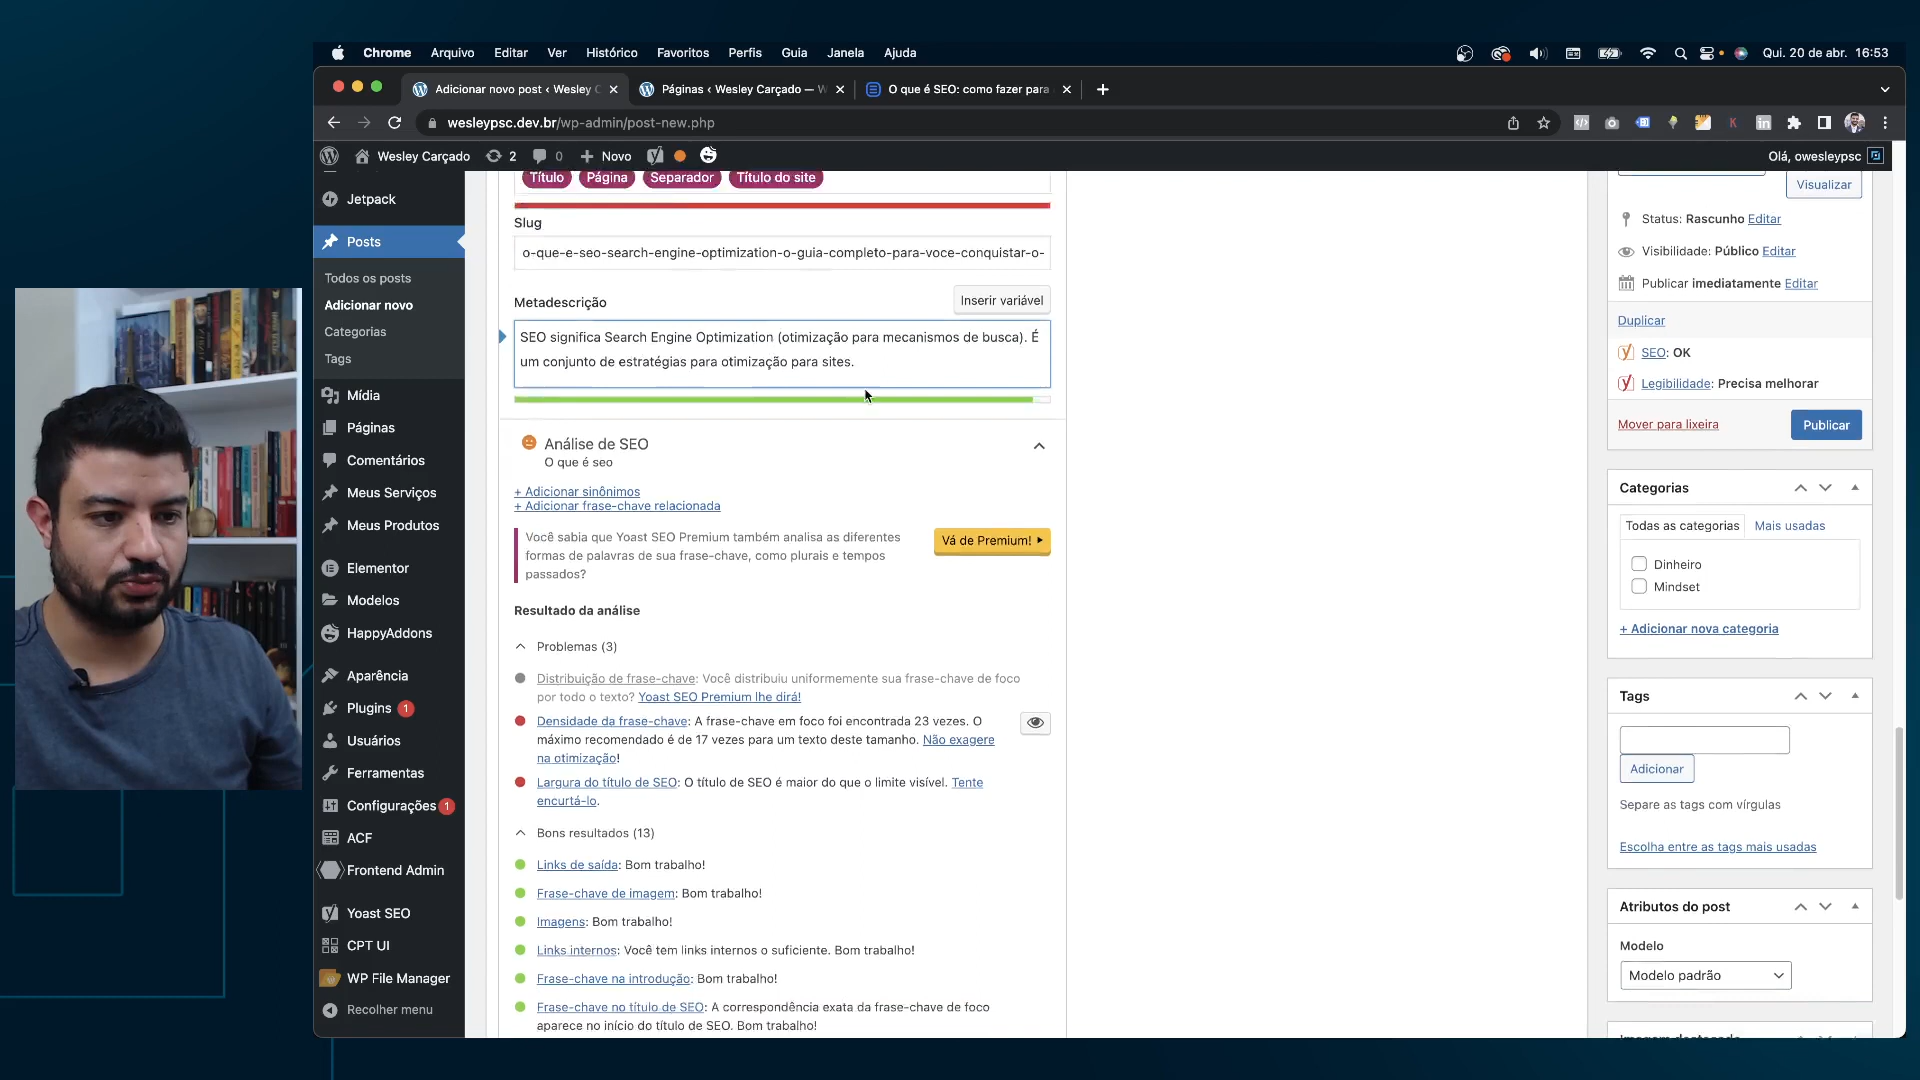 Chrome Arquivo Editar Ver Histórico Favoritos Perfis Guia Janela Ajuda Qui. 20 de abr. 16:53
Adicionar novo post ‹ Wesley C
Páginas ‹ Wesley Carçado — W
O que é SEO: como fazer para
wesleypsc.dev.br/wp-admin/post-new.php
Wesley Carçado 2 0 Novo
Olá, owesleypsc
Jetpack
Posts
Todos os posts
Adicionar novo
Categorias
Tags
Mídia
Páginas
Comentários
Meus Serviços
Meus Produtos
Elementor
Modelos
HappyAddons
Aparência
Plugins 1
Usuários
Ferramentas
Configurações 1
ACF
Frontend Admin
Yoast SEO
CPT UI
WP File Manager
Recolher menu
Título Página Separador Título do site
Slug
o-que-e-seo-search-engine-optimization-o-guia-completo-para-voce-conquistar-o-
Metadescrição
Inserir variável
SEO significa Search Engine Optimization (otimização para mecanismos de busca). É
um conjunto de estratégias para otimização para sites.
Análise de SEO
O que é seo
+ Adicionar sinônimos
+ Adicionar frase-chave relacionada
Você sabia que Yoast SEO Premium também analisa as diferentes
formas de palavras de sua frase-chave, como plurais e tempos
passados?
Vá de Premium!
Resultado da análise
Problemas (3)
Distribuição de frase-chave: Você distribuiu uniformemente sua frase-chave de foco
por todo o texto? Yoast SEO Premium lhe dirá!
Densidade da frase-chave: A frase-chave em foco foi encontrada 23 vezes. O
máximo recomendado é de 17 vezes para um texto deste tamanho. Não exagere
na otimização!
Largura do título de SEO: O título de SEO é maior do que o limite visível. Tente
encurtá-lo.
Bons resultados (13)
Links de saída: Bom trabalho!
Frase-chave de imagem: Bom trabalho!
Imagens: Bom trabalho!
Links internos: Você tem links internos o suficiente. Bom trabalho!
Frase-chave na introdução: Bom trabalho!
Frase-chave no título de SEO: A correspondência exata da frase-chave de foco
aparece no início do título de SEO. Bom trabalho!
Visualizar
Status: Rascunho Editar
Visibilidade: Público Editar
Publicar imediatamente Editar
Duplicar
SEO: OK
Legibilidade: Precisa melhorar
Mover para lixeira
Publicar
Categorias
Todas as categorias
Mais usadas
Dinheiro
Mindset
+ Adicionar nova categoria
Tags
Adicionar
Separe as tags com vírgulas
Escolha entre as tags mais usadas
Atributos do post
Modelo
Modelo padrão